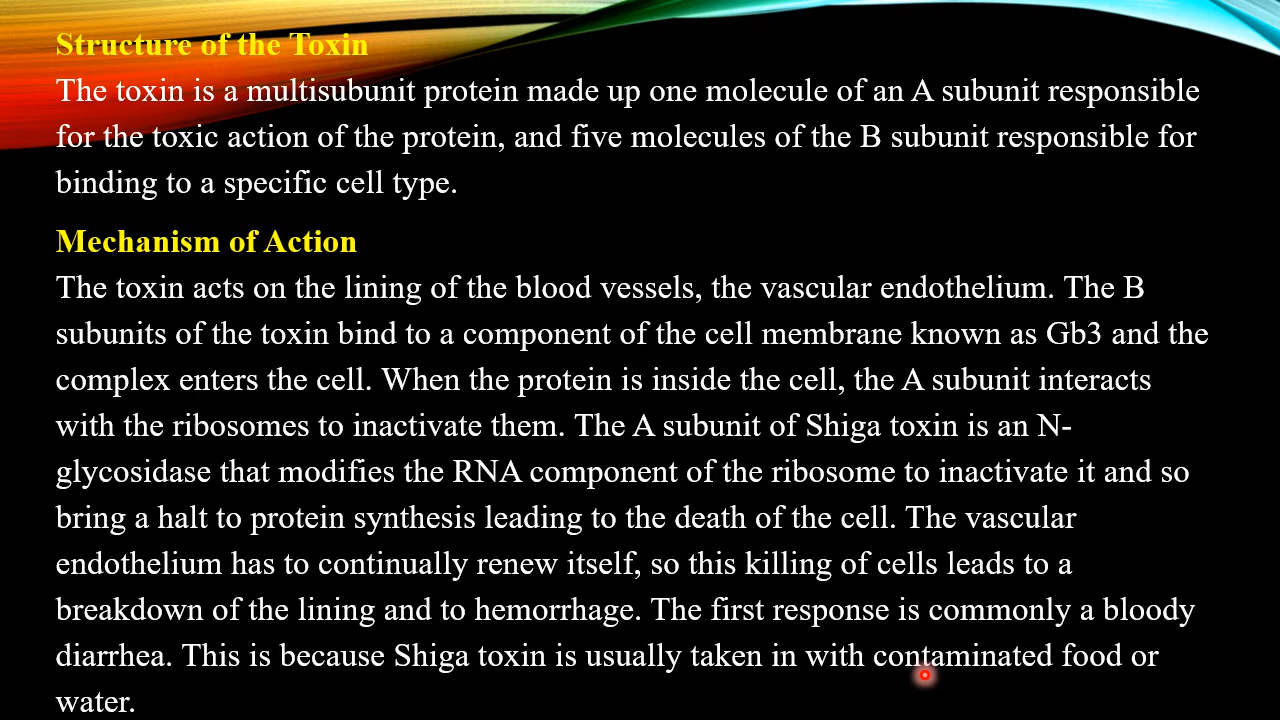 Structure of the Toxin
The toxin is a multisubunit protein made up one molecule of an A subunit responsible
for the toxic action of the protein, and five molecules of the B subunit responsible for
binding to a specific cell type.
Mechanism of Action
The toxin acts on the lining of the blood vessels, the vascular endothelium. The B
subunits of the toxin bind to a component of the cell membrane known as Gb3 and the
complex enters the cell. When the protein is inside the cell, the A subunit interacts
with the ribosomes to inactivate them. The A subunit of Shiga toxin is an N-
glycosidase that modifies the RNA component of the ribosome to inactivate it and so
bring a halt to protein synthesis leading to the death of the cell. The vascular
endothelium has to continually renew itself, so this killing of cells leads to a
breakdown of the lining and to hemorrhage. The first response is commonly a bloody
diarrhea. This is because Shiga toxin is usually taken in with contaminated food or
water.